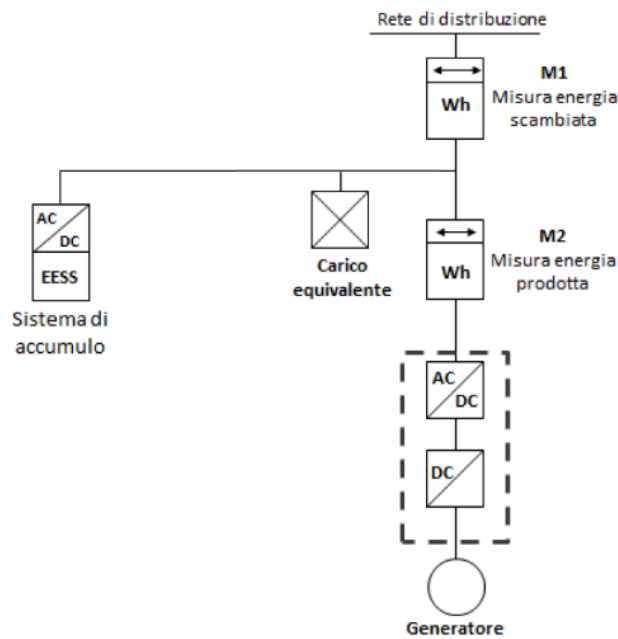 Rete di distribuzione
M1
Misura energia
scambiata
Wh
AC
DC
EESS
Sistema di
accumulo
Carico
equivalente
M2
Misura energia
prodotta
Wh
AC
DC
DC
Generatore